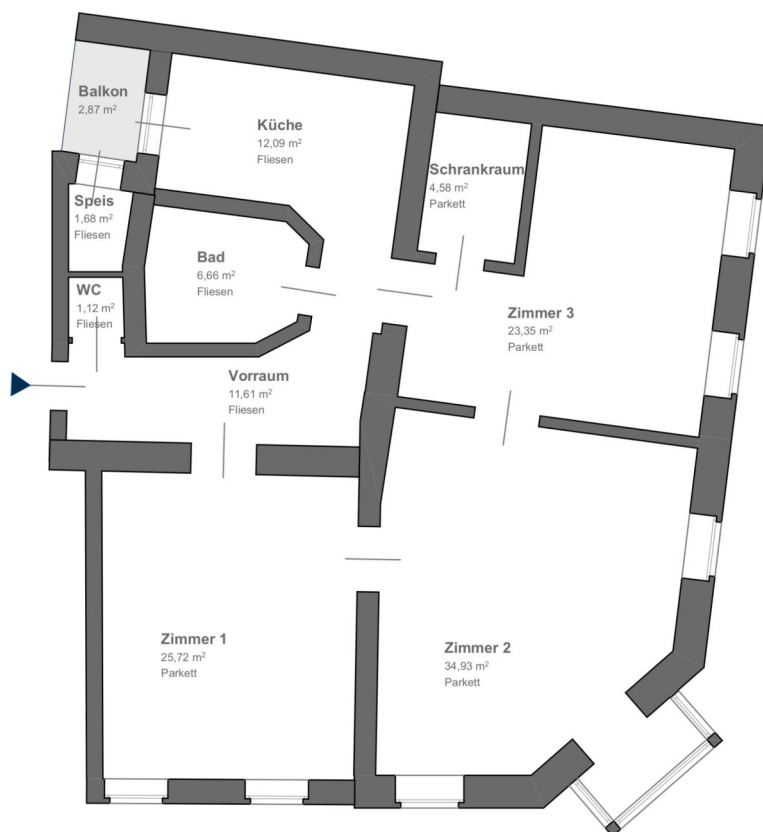 Balkon
2,87 m²
Küche
12,09 m²
Fliesen
Schrankraum
4,58 m²
Parkett
Speis
1,68 m²
Fliesen
Bad
6,66 m²
Fliesen
WC
1,12 m²
Fliesen
Zimmer 3
23,35 m²
Parkett
Vorraum
11,61 m²
Fliesen
Zimmer 1
25,72 m²
Parkett
Zimmer 2
34,93 m²
Parkett